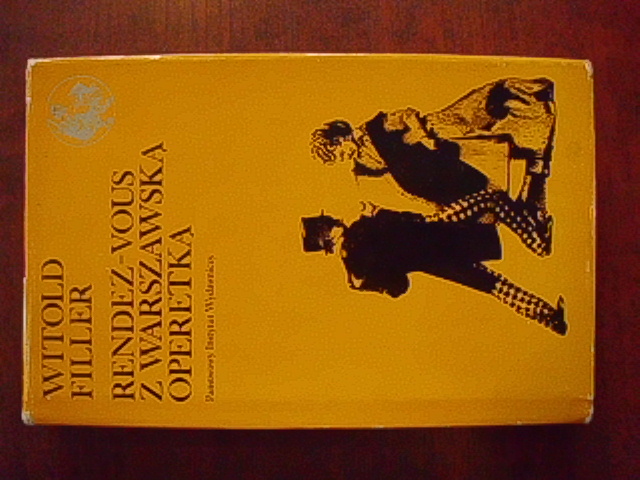 WITOLD
FILLER
RENDEZ-VOUS
Z WARSZAWSKĄ
OPERETKĄ
Państwowy Instytut Wydawniczy